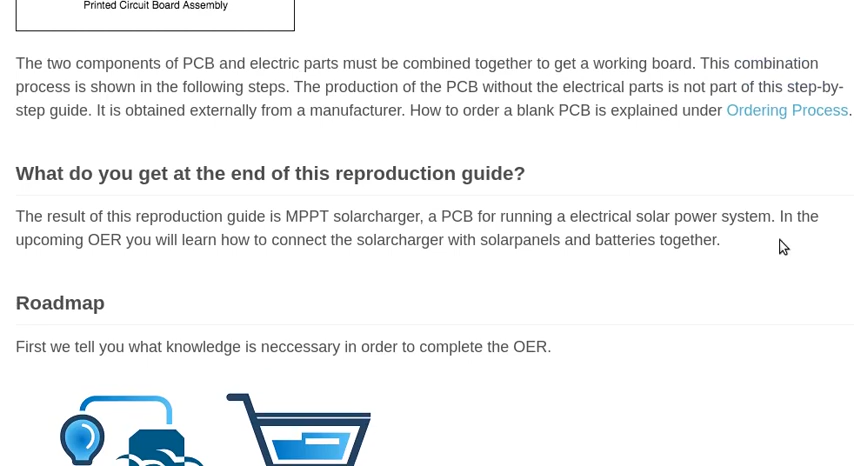 Printed Circuit Board Assembly
The two components of PCB and electric parts must be combined together to get a working board. This combination
process is shown in the following steps. The production of the PCB without the electrical parts is not part of this step-by-
step guide. It is obtained externally from a manufacturer. How to order a blank PCB is explained under Ordering Process.
What do you get at the end of this reproduction guide?
The result of this reproduction guide is MPPT solarcharger, a PCB for running a electrical solar power system. In the
upcoming OER you will learn how to connect the solarcharger with solarpanels and batteries together.
Roadmap
First we tell you what knowledge is neccessary in order to complete the OER.